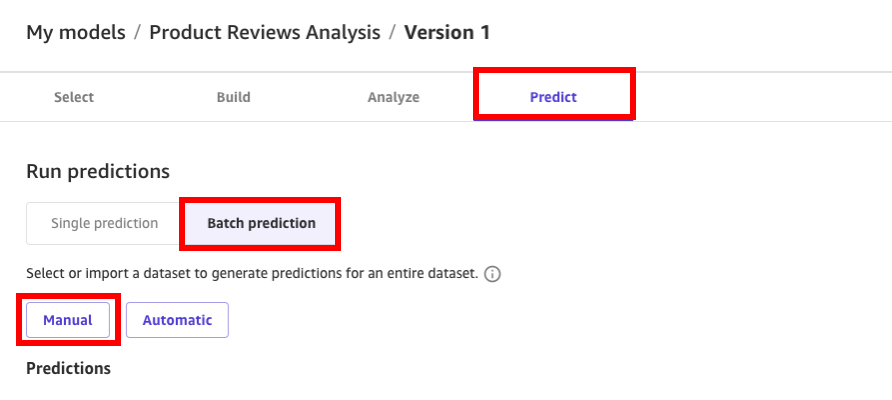 My models / Product Reviews Analysis / Version 1
Select Build Analyze Predict
Run predictions
Single prediction Batch prediction
Select or import a dataset to generate predictions for an entire dataset.
Manual Automatic
Predictions